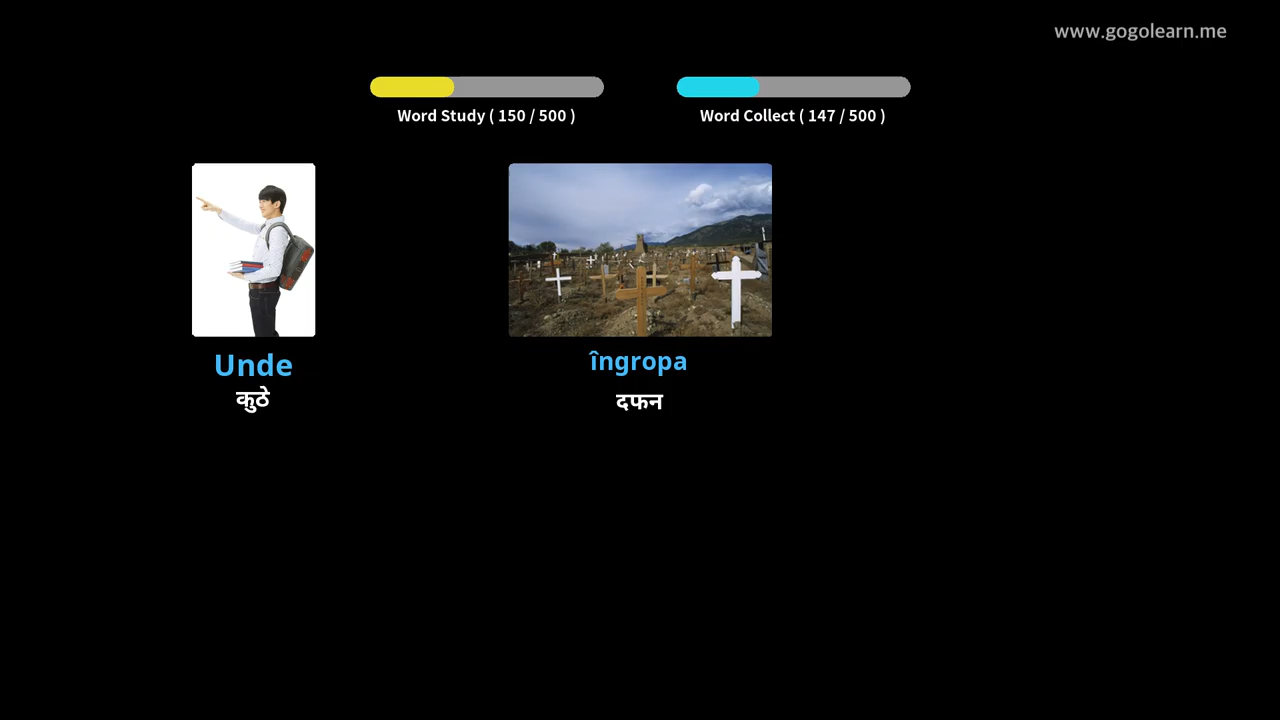 www.gogolearn.me
Word Study ( 150 / 500 )
Word Collect ( 147 / 500 )
Unde
कुठे
îngropa
दफन